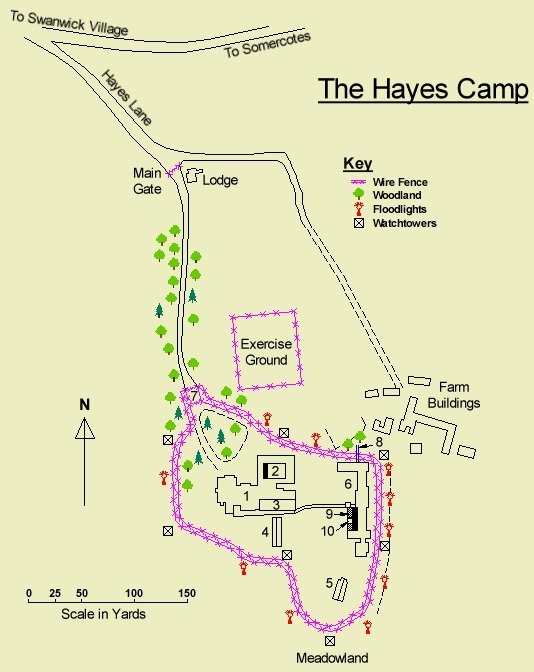 To Swanwick Village
To Somercotes
Hayes Lane
The Hayes Camp
Main
Gate
Lodge
Key
Wire Fence
Woodland
Floodlights
Watchtowers
Exercise
Ground
Farm
Buildings
7
N
8
2
6
1
3
9
4
10
5
0 25 50 100 150
Scale in Yards
Meadowland